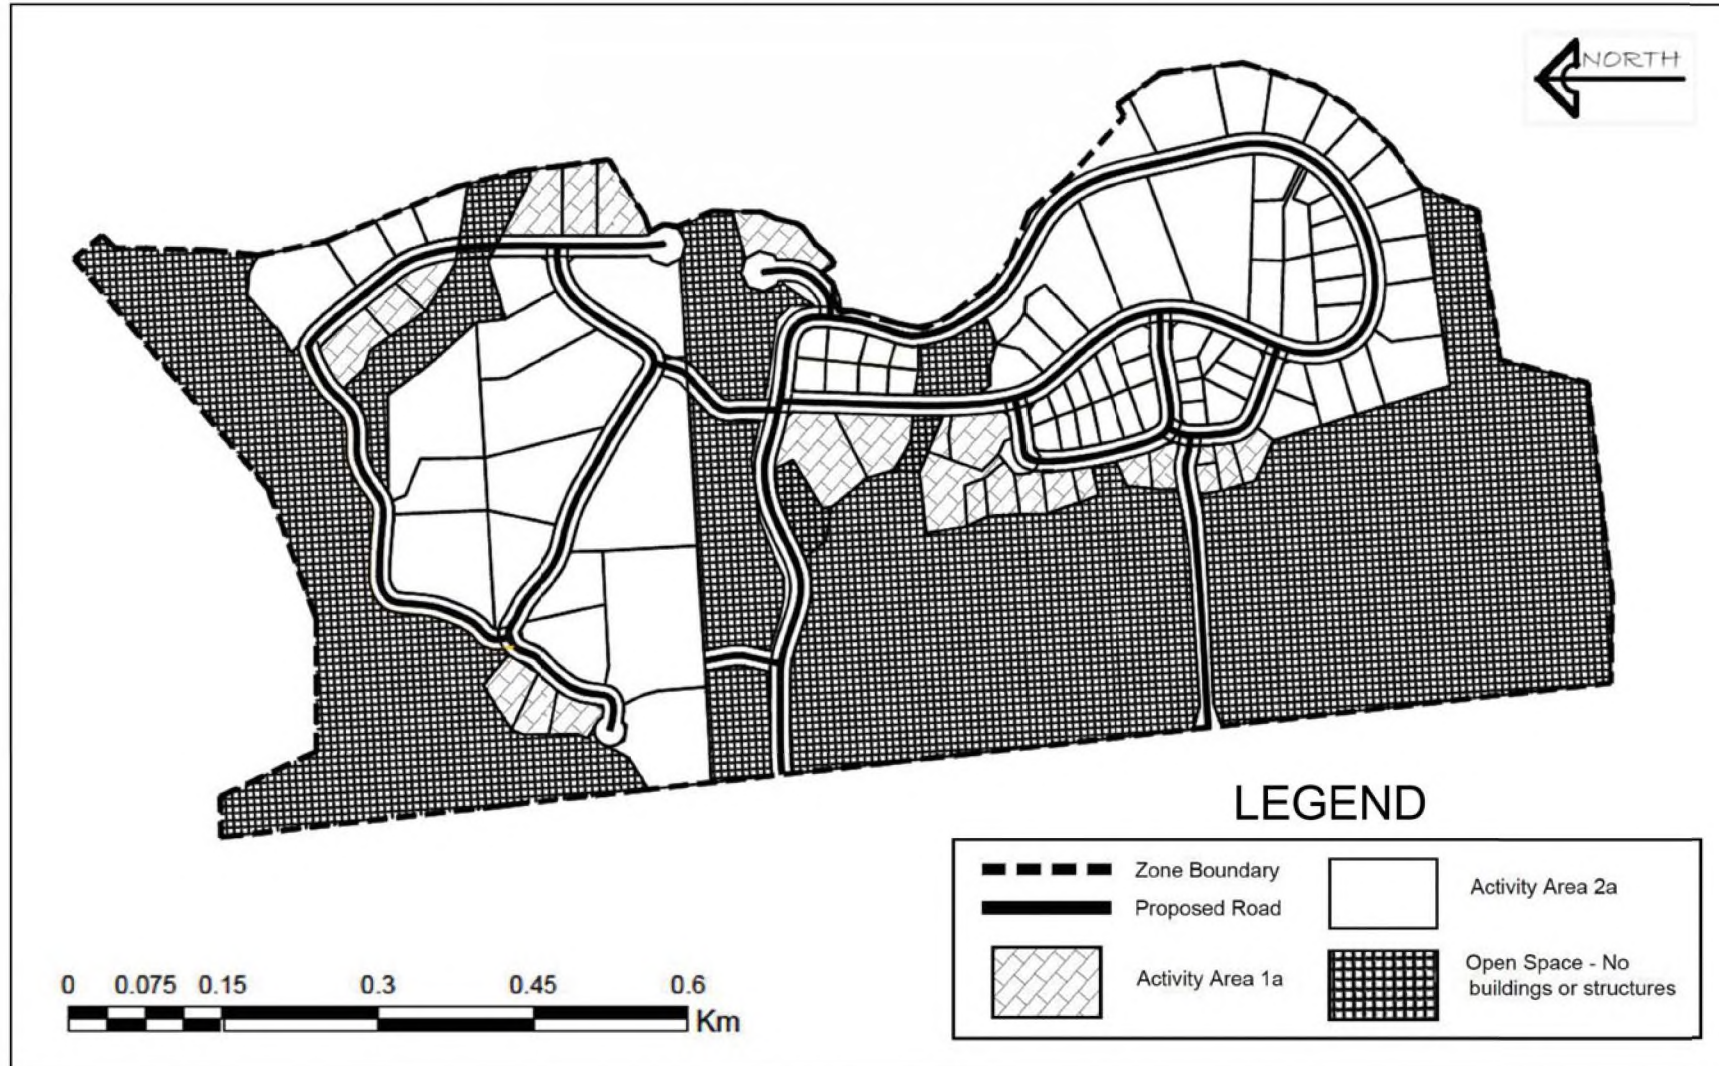 NORTH
LEGEND
Zone Boundary
Proposed Road
Activity Area 1a
Activity Area 2a
Open Space - No
buildings or structures
0 0.075 0.15 0.3 0.45 0.6
Km